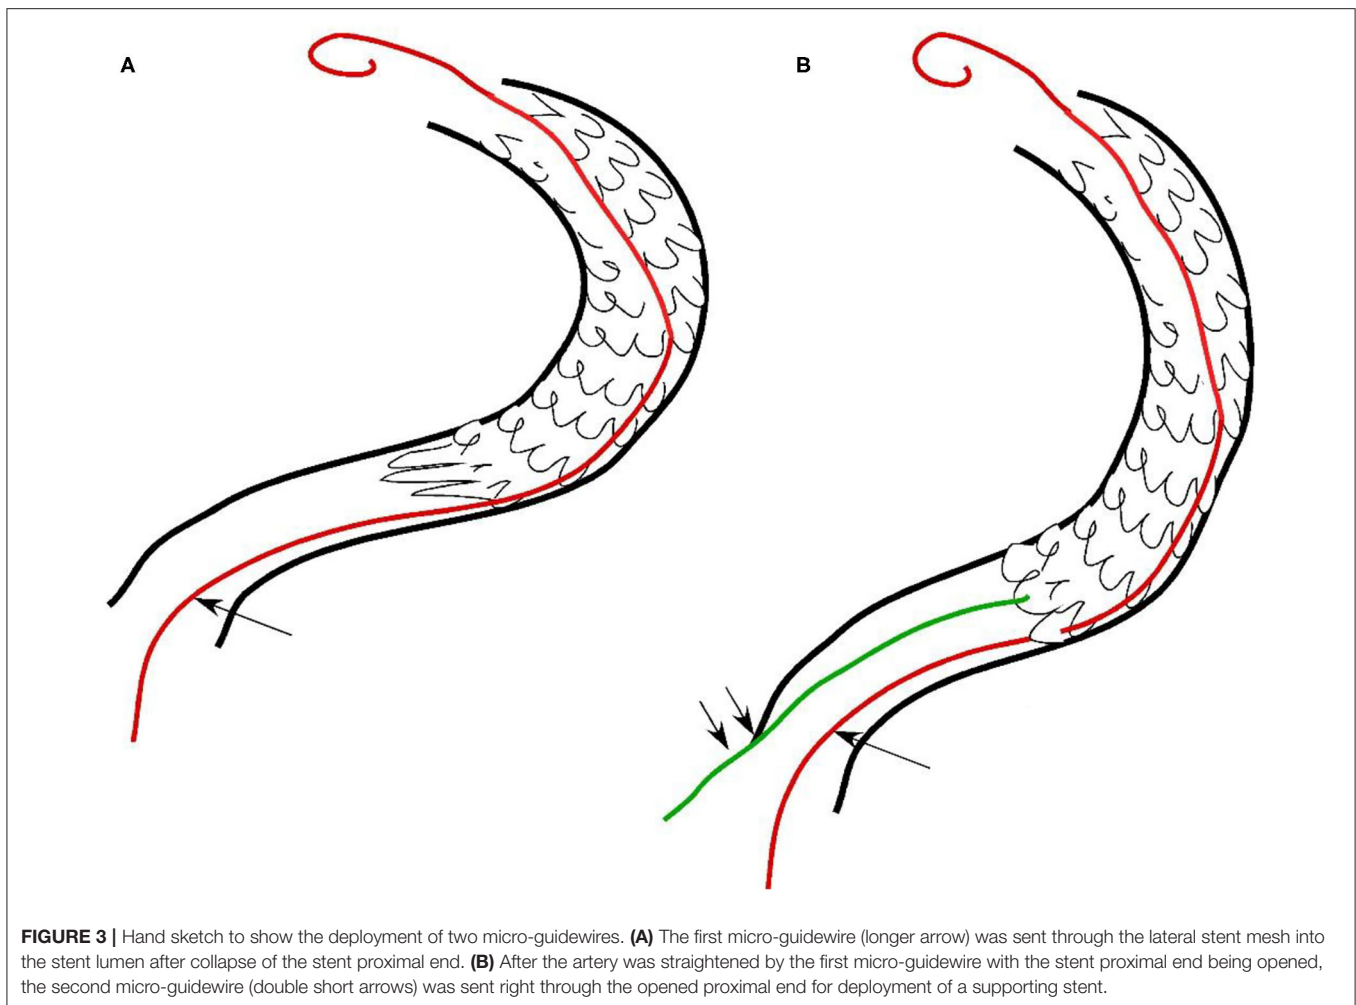 A
B
FIGURE 3 | Hand sketch to show the deployment of two micro-guidewires. (A) The first micro-guidewire (longer arrow) was sent through the lateral stent mesh into
the stent lumen after collapse of the stent proximal end. (B) After the artery was straightened by the first micro-guidewire with the stent proximal end being opened,
the second micro-guidewire (double short arrows) was sent right through the opened proximal end for deployment of a supporting stent.